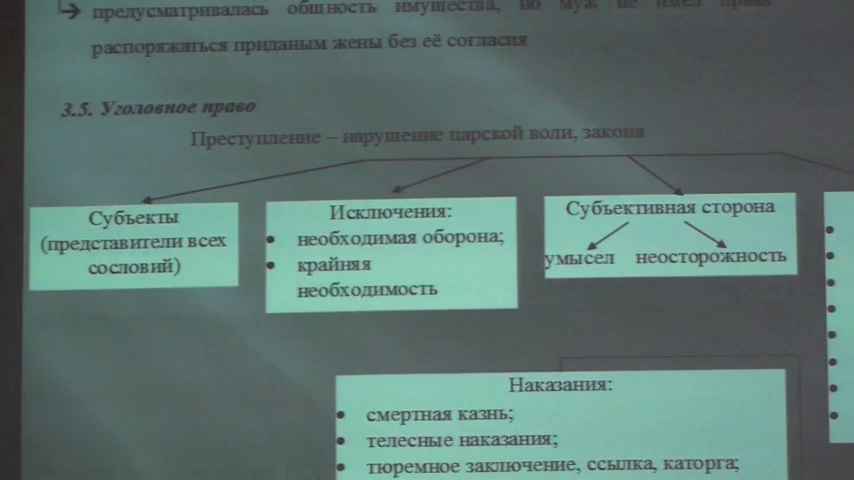 предусматривалась общность имущества, но муж не имел права
распоряжаться приданым жены без её согласия
3.5. Уголовное право
Преступление – нарушение царской воли, закона
Субъекты
(представители всех
сословий)
Исключения:
• необходимая оборона;
• крайняя
необходимость
Субъективная сторона
умысел неосторожность
Наказания:
• смертная казнь;
• телесные наказания;
• тюремное заключение, ссылка, каторга;